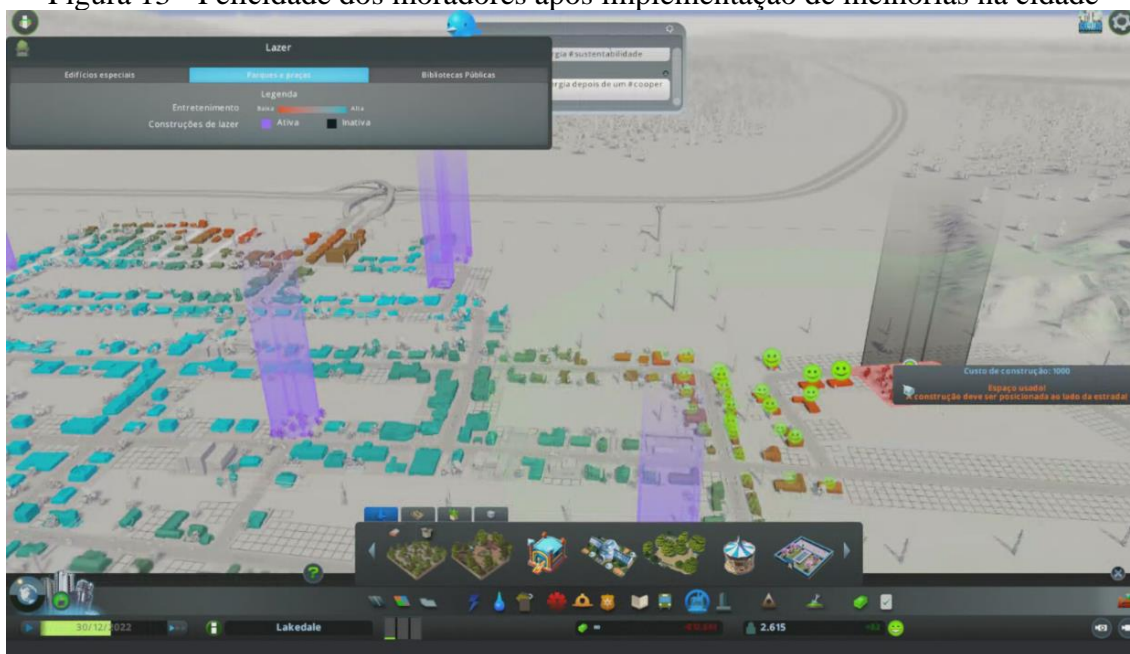 Figura 13 - Felicidade dos moradores após implementação de melhorias na cidade
Lazer
Edifícios especiais
Parques e praças
Bibliotecas Públicas
Legenda
Entretenimento Baixa Alta
Construções de lazer Ativa Inativa
rgia #sustentabilidade
ergia depois de um #cooper
Custo de construção: 1000
Espaço usado!
A construção deve ser posicionada ao lado da estrada!
?
30/12/2022
Lakedale
∞
2.615